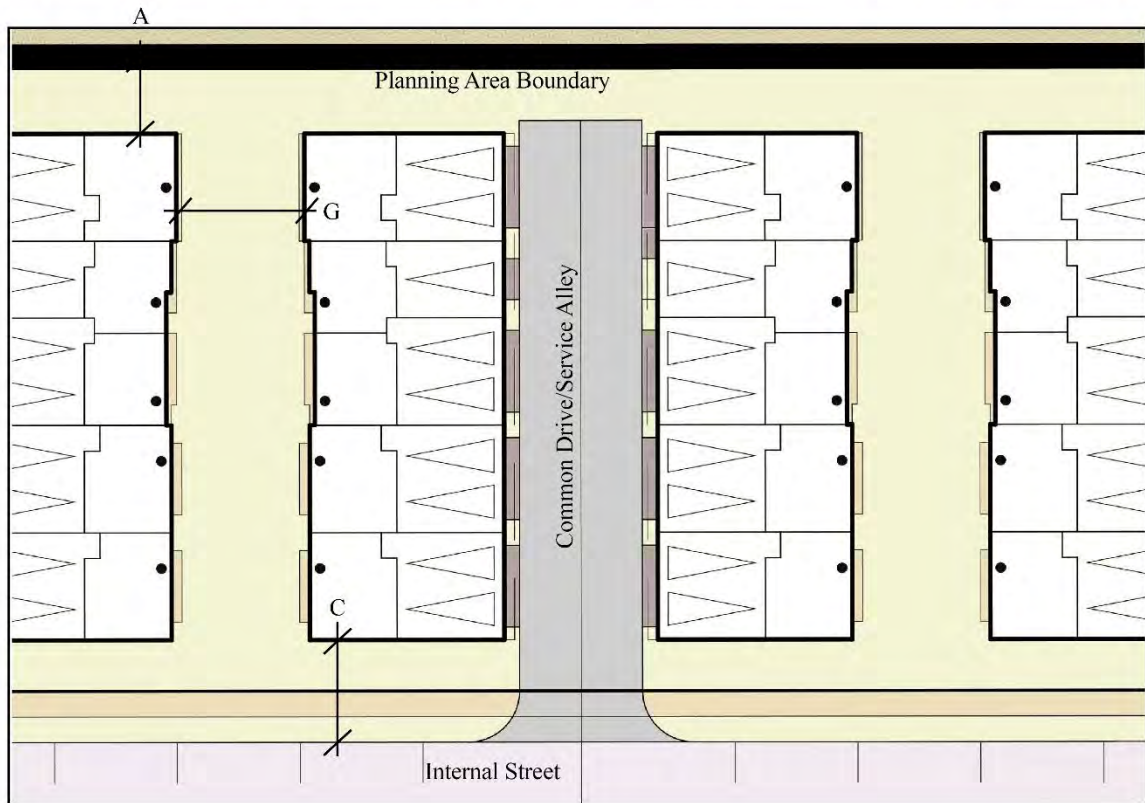 A
Planning Area Boundary
G
Common Drive/Service Alley
C
Internal Street